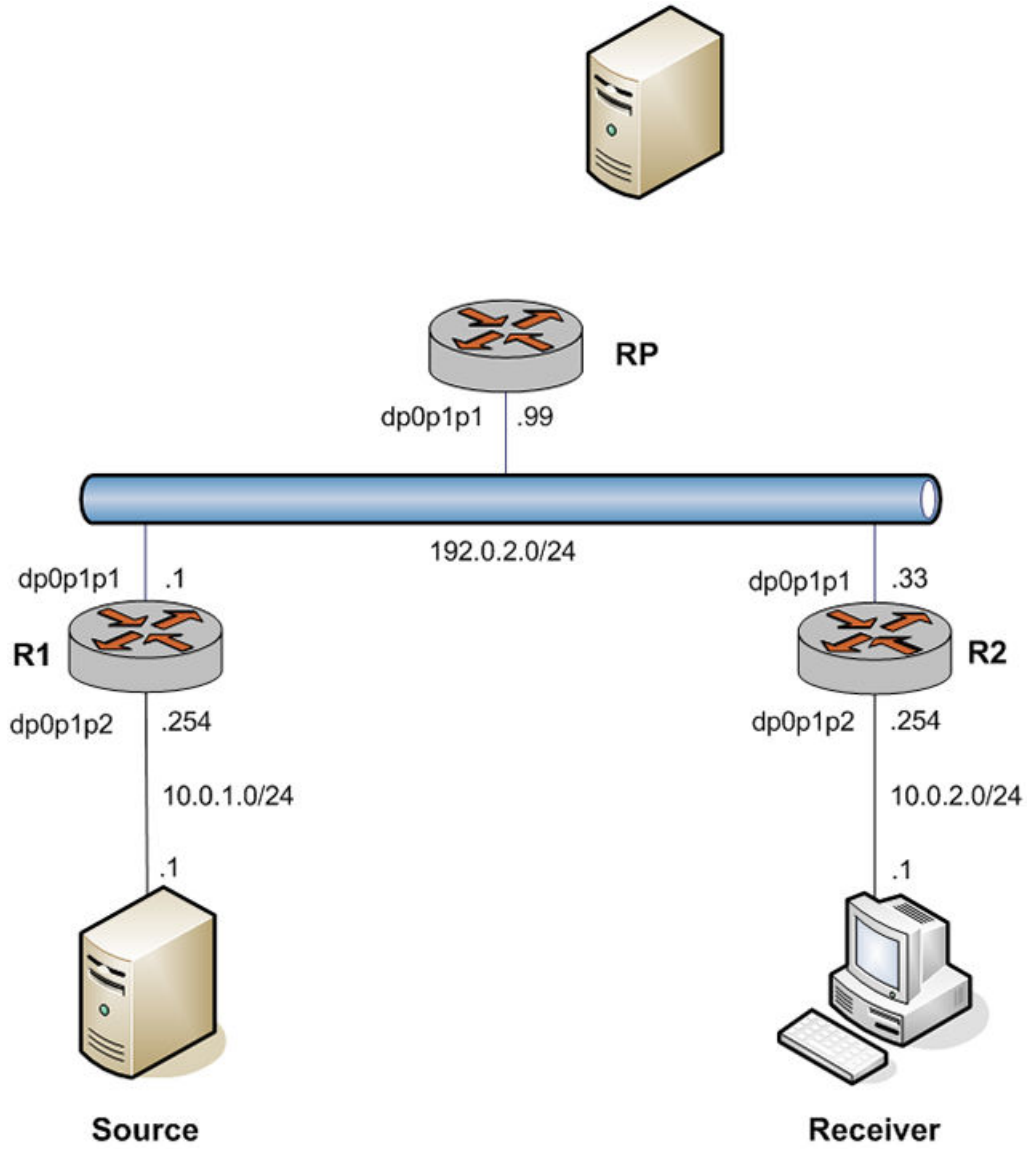 RP
dp0p1p1 .99
192.0.2.0/24
dp0p1p1 .1
dp0p1p1 .33
R1
R2
dp0p1p2 .254
dp0p1p2 .254
10.0.1.0/24
10.0.2.0/24
.1
.1
Source
Receiver